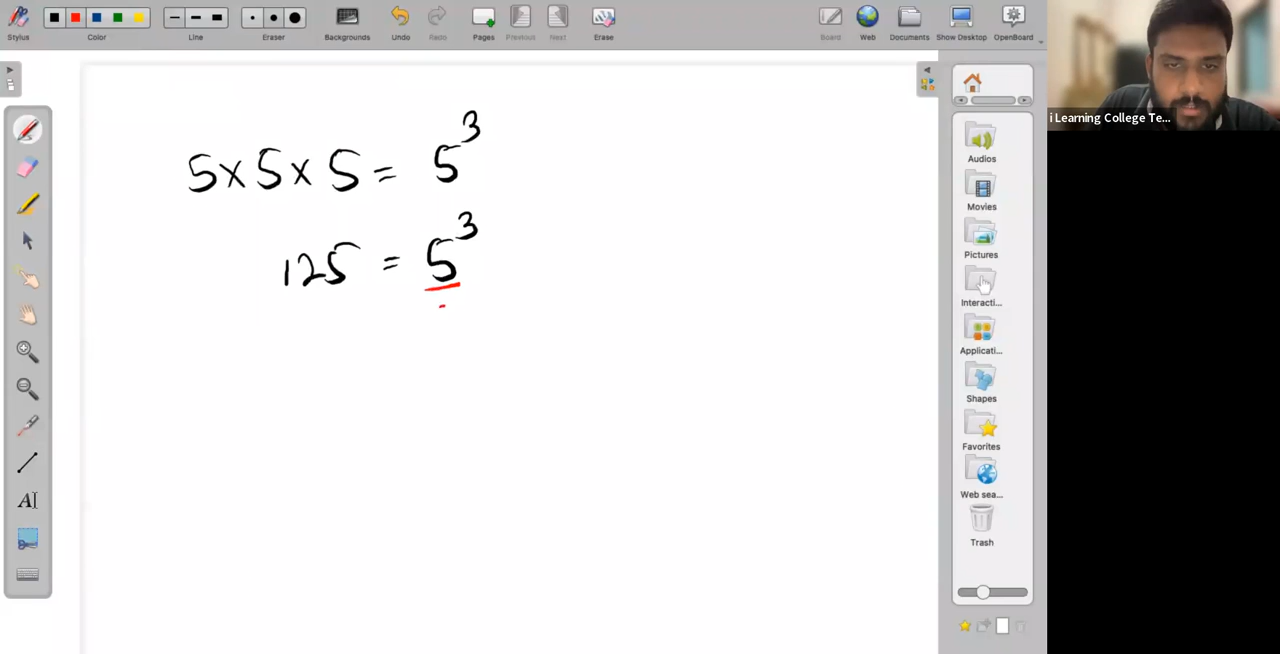 Stylus
Color
Line
Eraser
Backgrounds
Undo
Redo
Pages
Previous
Next
Erase
Board
Web
Documents
Show Desktop
OpenBoard
i Learning College Te...
5 × 5 × 5 = 5³
125 = 5³
Audios
Movies
Pictures
Interacti...
Applicati...
Shapes
Favorites
Web sea...
Trash